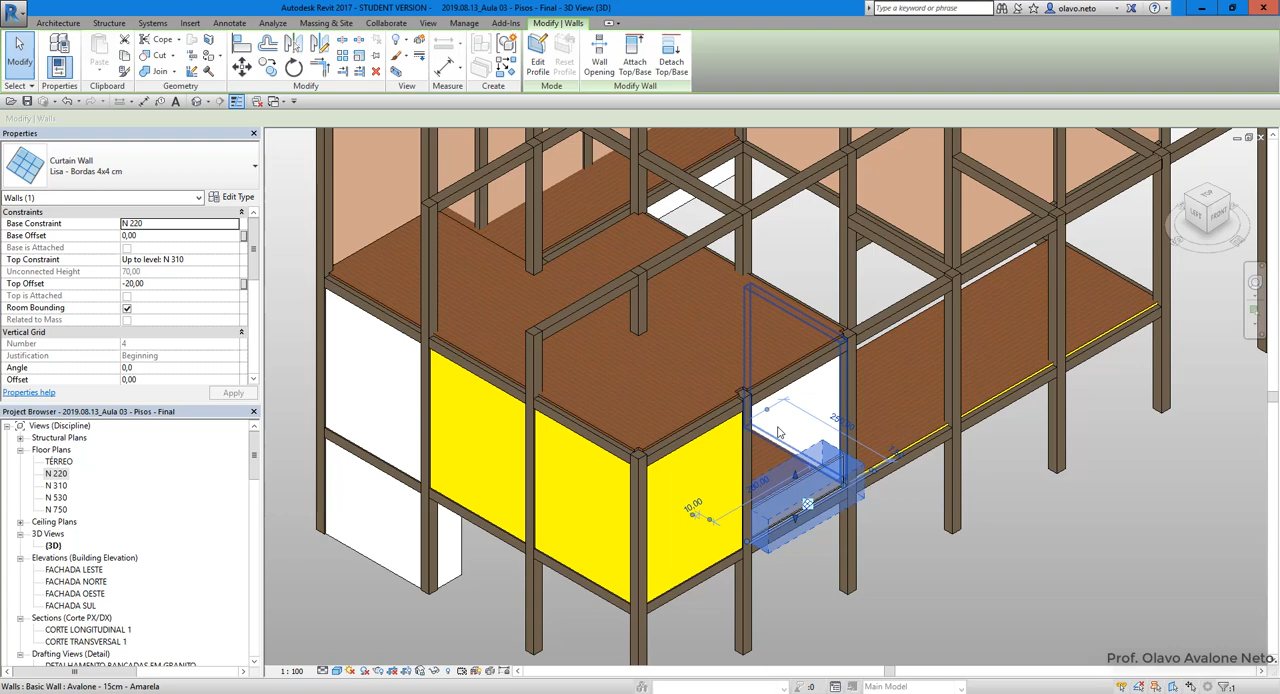 Autodesk Revit 2017 - STUDENT VERSION - 2019.08.13_Aula 03 - Pisos - Final - 3D View: {3D}
Type a keyword or phrase
olavo.neto
Architecture Structure Systems Insert Annotate Analyze Massing & Site Collaborate View Manage Add-Ins Modify | Walls
Modify
Paste
Cope
Cut
Join
Edit Profile
Reset Profile
Wall Opening
Attach Top/Base
Detach Top/Base
Select Properties Clipboard Geometry Modify View Measure Create Mode Modify Wall
Modify | Walls
Properties
Curtain Wall
Lisa - Bordas 4x4 cm
Walls (1) Edit Type
Constraints
Base Constraint N 220
Base Offset 0,00
Base is Attached
Top Constraint Up to level: N 310
Unconnected Height 70,00
Top Offset -20,00
Top is Attached
Room Bounding
Related to Mass
Vertical Grid
Number 4
Justification Beginning
Angle 0,0
Offset 0,00
Properties help Apply
Project Browser - 2019.08.13_Aula 03 - Pisos - Final
Views (Discipline)
Structural Plans
Floor Plans
TÉRREO
N 220
N 310
N 530
N 750
Ceiling Plans
3D Views
{3D}
Elevations (Building Elevation)
FACHADA LESTE
FACHADA NORTE
FACHADA OESTE
FACHADA SUL
Sections (Corte PX/DX)
CORTE LONGITUDINAL 1
CORTE TRANSVERSAL 1
Drafting Views (Detail)
DETALHAMENTO BANCADAS EM GRANITO
TOP
LEFT
FRONT
10,00
1 : 100
Prof. Olavo Avalone Neto.
Walls : Basic Wall : Avalone - 15cm - Amarela
:0
Main Model
:1